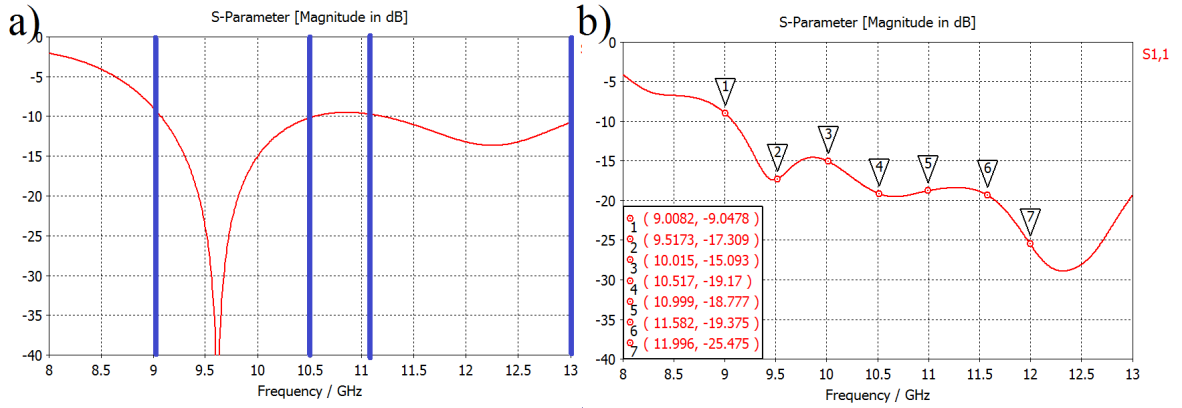 a)
S-Parameter [Magnitude in dB]
0
-5
-10
-15
-20
-25
-30
-35
-40
8 8.5 9 9.5 10 10.5 11 11.5 12 12.5 13
Frequency / GHz
b)
S-Parameter [Magnitude in dB]
S1,1
0
-5
-10
-15
-20
-25
-30
-35
-40
1 2 3 4 5 6 7
1 ( 9.0082, -9.0478 )
2 ( 9.5173, -17.309 )
3 ( 10.015, -15.093 )
4 ( 10.517, -19.17 )
5 ( 10.999, -18.777 )
6 ( 11.582, -19.375 )
7 ( 11.996, -25.475 )
8 8.5 9 9.5 10 10.5 11 11.5 12 12.5 13
Frequency / GHz